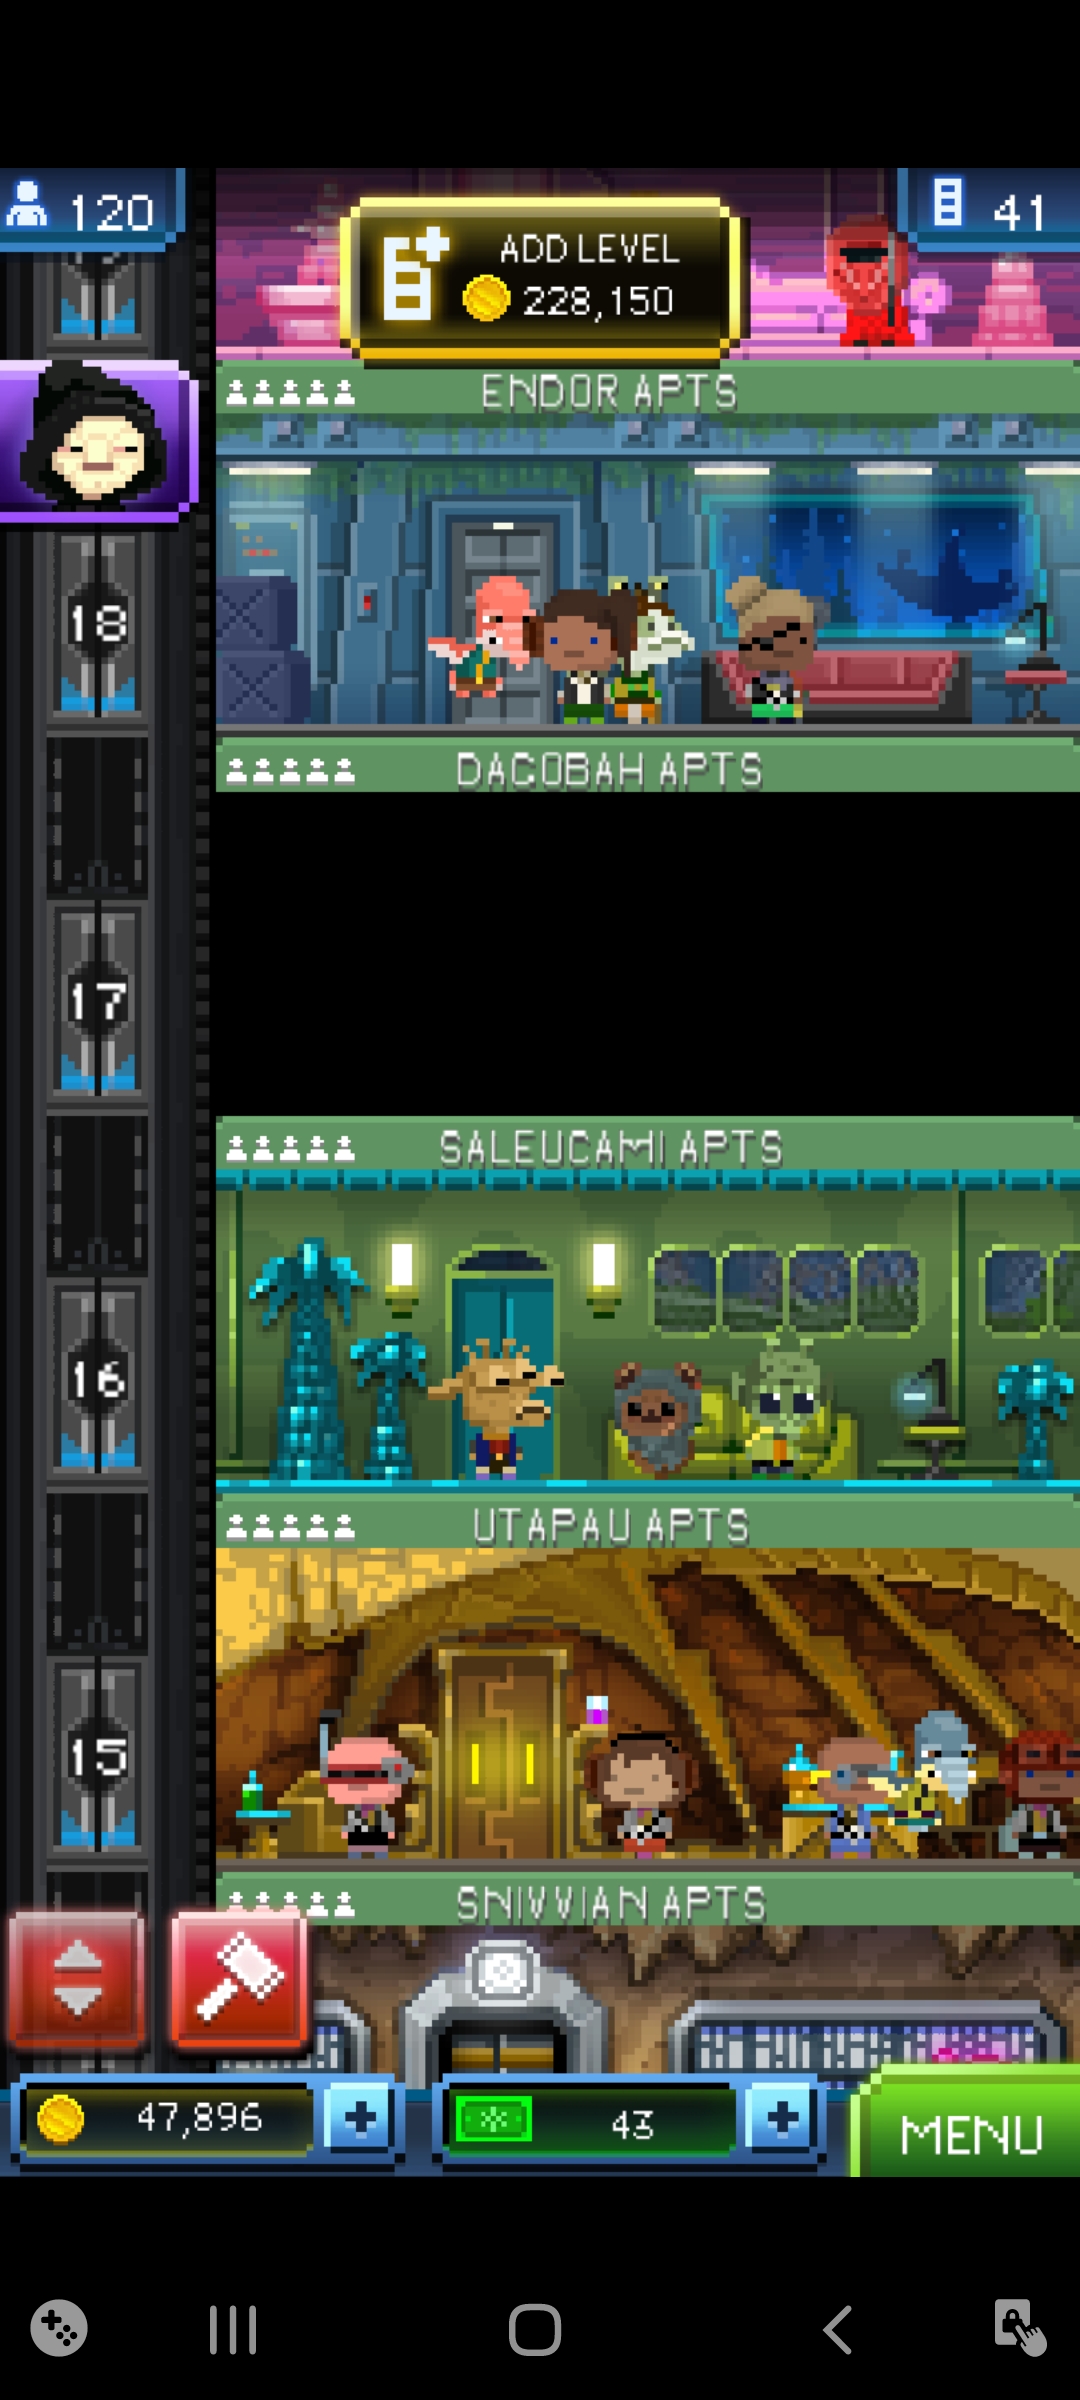 120
41
ADD LEVEL
228,150
ENDOR APTS
18
DAGOBAH APTS
17
SALEUCAMI APTS
16
UTAPAU APTS
15
SNIVVIAN APTS
47,896
43
MENU